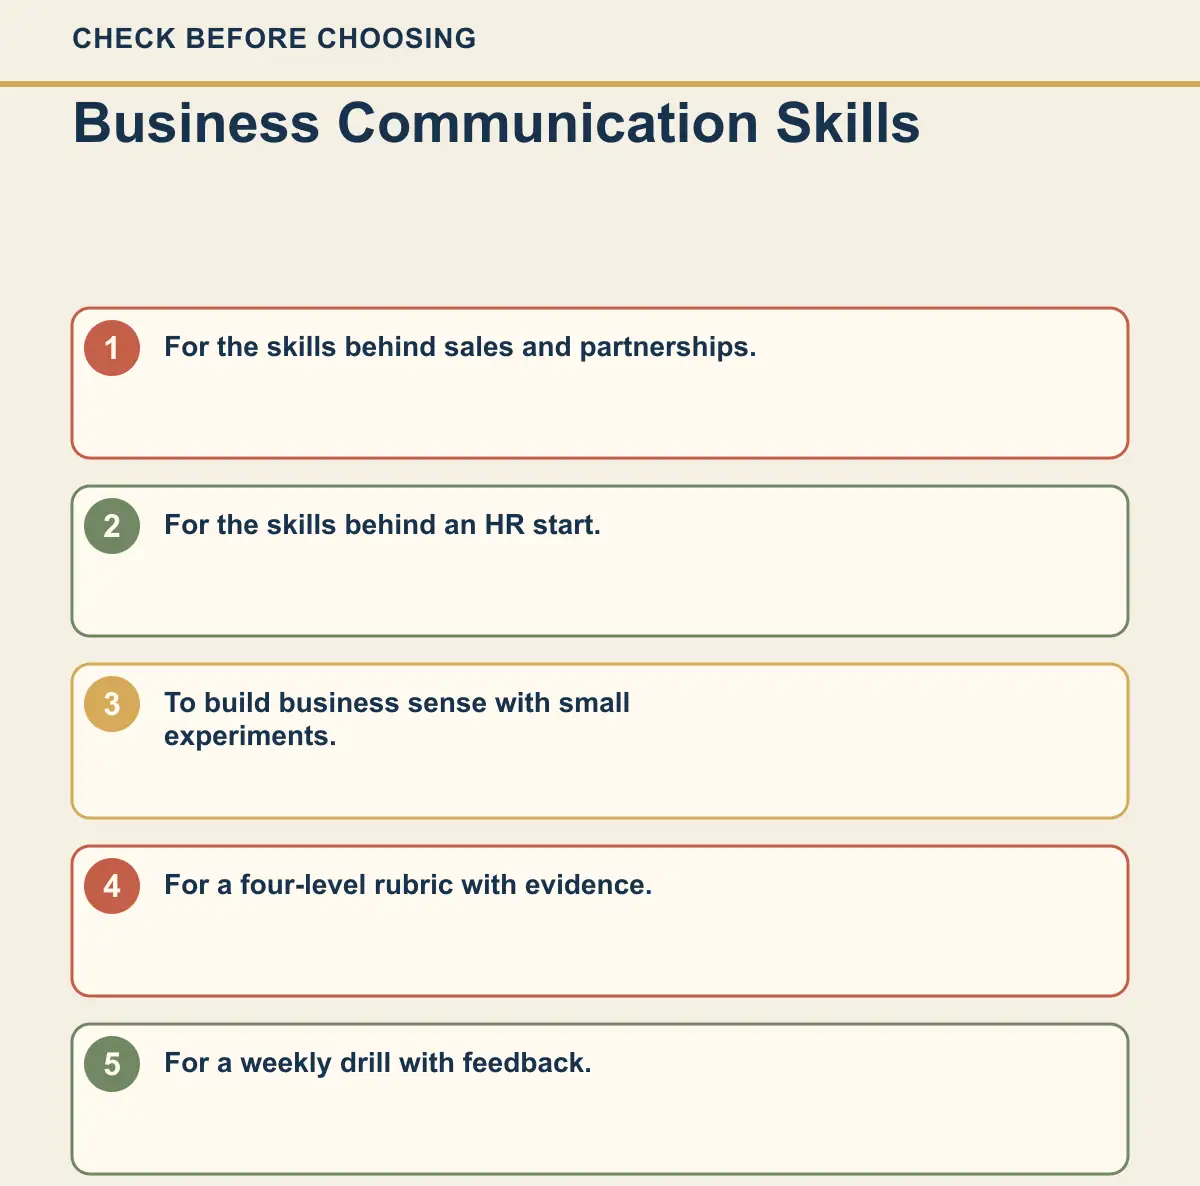 CHECK BEFORE CHOOSING
Business Communication Skills
1
For the skills behind sales and partnerships.
2
For the skills behind an HR start.
3
To build business sense with small
experiments.
4
For a four-level rubric with evidence.
5
For a weekly drill with feedback.